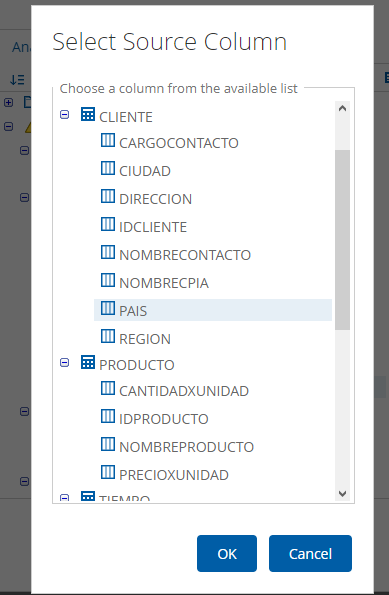 Ana
Select Source Column
Choose a column from the available list
CLIENTE
CARGOCONTACTO
CIUDAD
DIRECCION
IDCLIENTE
NOMBRECONTACTO
NOMBRECPIA
PAIS
REGION
PRODUCTO
CANTIDADXUNIDAD
IDPRODUCTO
NOMBREPRODUCTO
PRECIOXUNIDAD
TIEMPO
OK Cancel